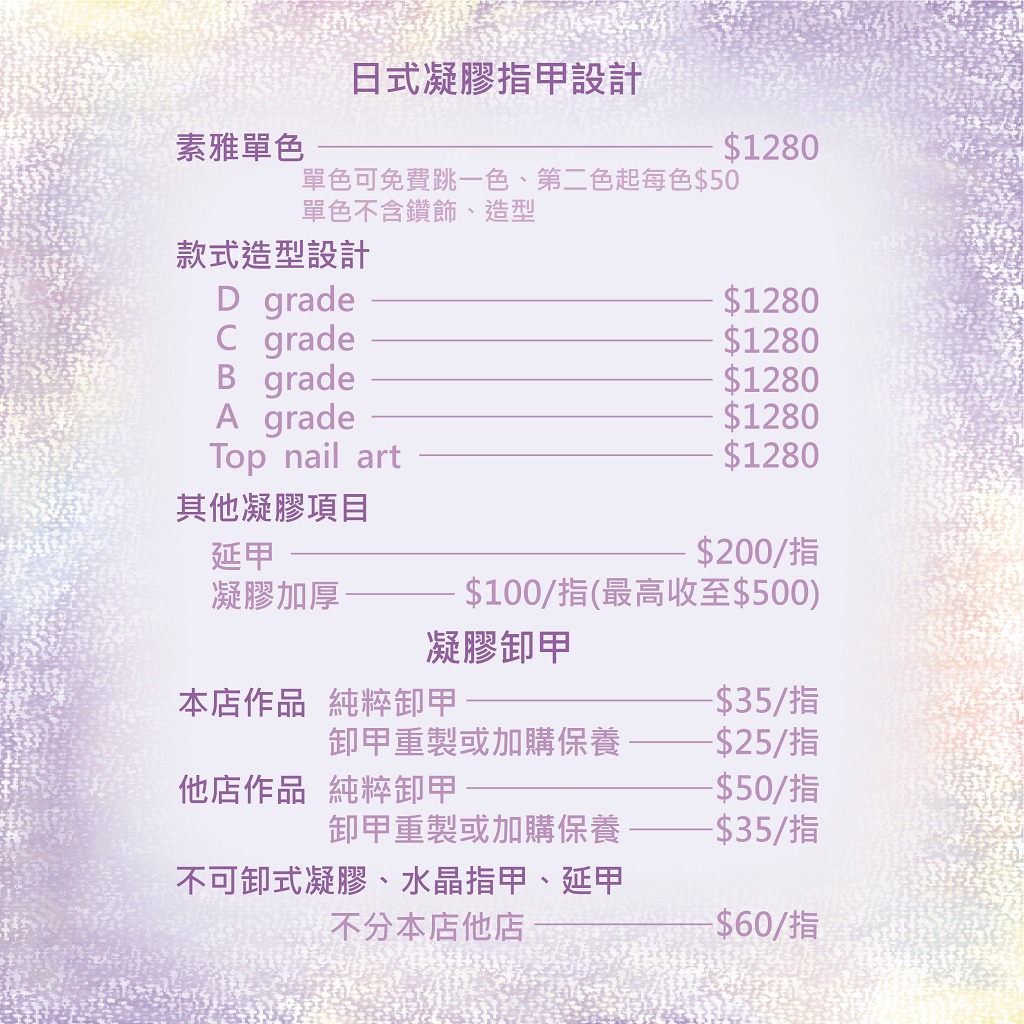 日式凝膠指甲設計
素雅單色 $1280
單色可免費跳一色、第二色起每色$50
單色不含鑽飾、造型
款式造型設計
D grade $1280
C grade $1280
B grade $1280
A grade $1280
Top nail art $1280
其他凝膠項目
延甲 $200/指
凝膠加厚 $100/指(最高收至$500)
凝膠卸甲
本店作品 純粹卸甲 $35/指
卸甲重製或加購保養 $25/指
他店作品 純粹卸甲 $50/指
卸甲重製或加購保養 $35/指
不可卸式凝膠、水晶指甲、延甲
不分本店他店 $60/指